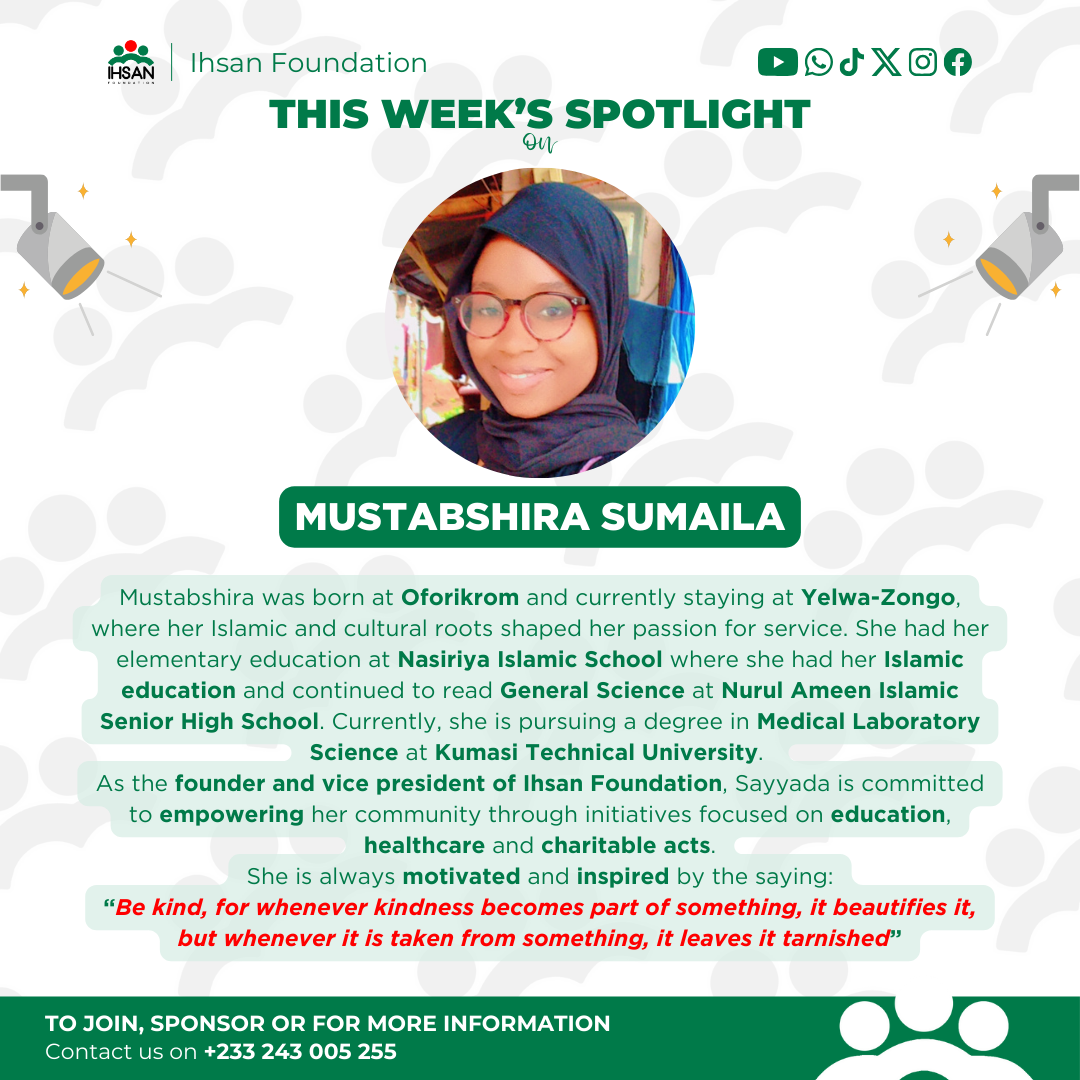 IHSAN
FOUNDATION
Ihsan Foundation
THIS WEEK'S SPOTLIGHT
on
MUSTABSHIRA SUMAILA
Mustabshira was born at Oforikrom and currently staying at Yelwa-Zongo,
where her Islamic and cultural roots shaped her passion for service. She had her
elementary education at Nasiriya Islamic School where she had her Islamic
education and continued to read General Science at Nurul Ameen Islamic
Senior High School. Currently, she is pursuing a degree in Medical Laboratory
Science at Kumasi Technical University.
As the founder and vice president of Ihsan Foundation, Sayyada is committed
to empowering her community through initiatives focused on education,
healthcare and charitable acts.
She is always motivated and inspired by the saying:
“Be kind, for whenever kindness becomes part of something, it beautifies it,
but whenever it is taken from something, it leaves it tarnished”
TO JOIN, SPONSOR OR FOR MORE INFORMATION
Contact us on +233 243 005 255